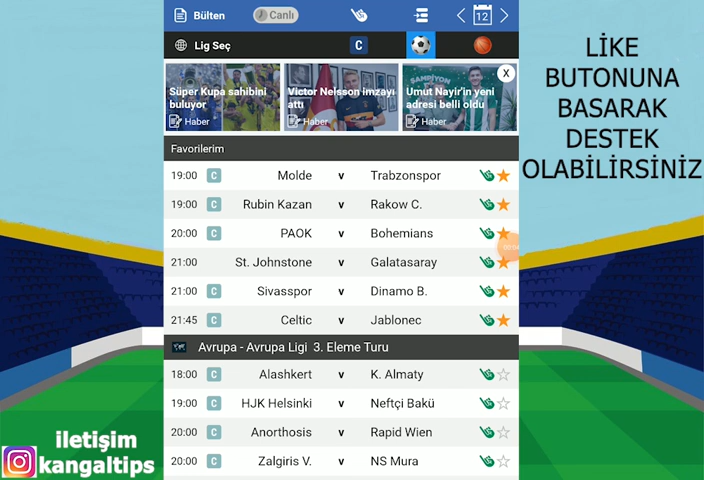 Bülten
Canlı
12
Lig Seç
C
X
Süper Kupa sahibini
buluyor
Haber
Victor Nelsson imzayı
attı
Haber
Umut Nayir'in yeni
adresi belli oldu
Haber
Favorilerim
19:00 C Molde v Trabzonspor
19:00 C Rubin Kazan v Rakow C.
20:00 C PAOK v Bohemians
21:00 St. Johnstone v Galatasaray
21:00 C Sivasspor v Dinamo B.
21:45 C Celtic v Jablonec
Avrupa - Avrupa Ligi 3. Eleme Turu
18:00 C Alashkert v K. Almaty
19:00 C HJK Helsinki v Neftçi Bakü
20:00 C Anorthosis v Rapid Wien
20:00 C Zalgiris V. v NS Mura
LİKE
BUTONUNA
BASARAK
DESTEK
OLABİLİRSİNİZ
iletişim
kangaltips